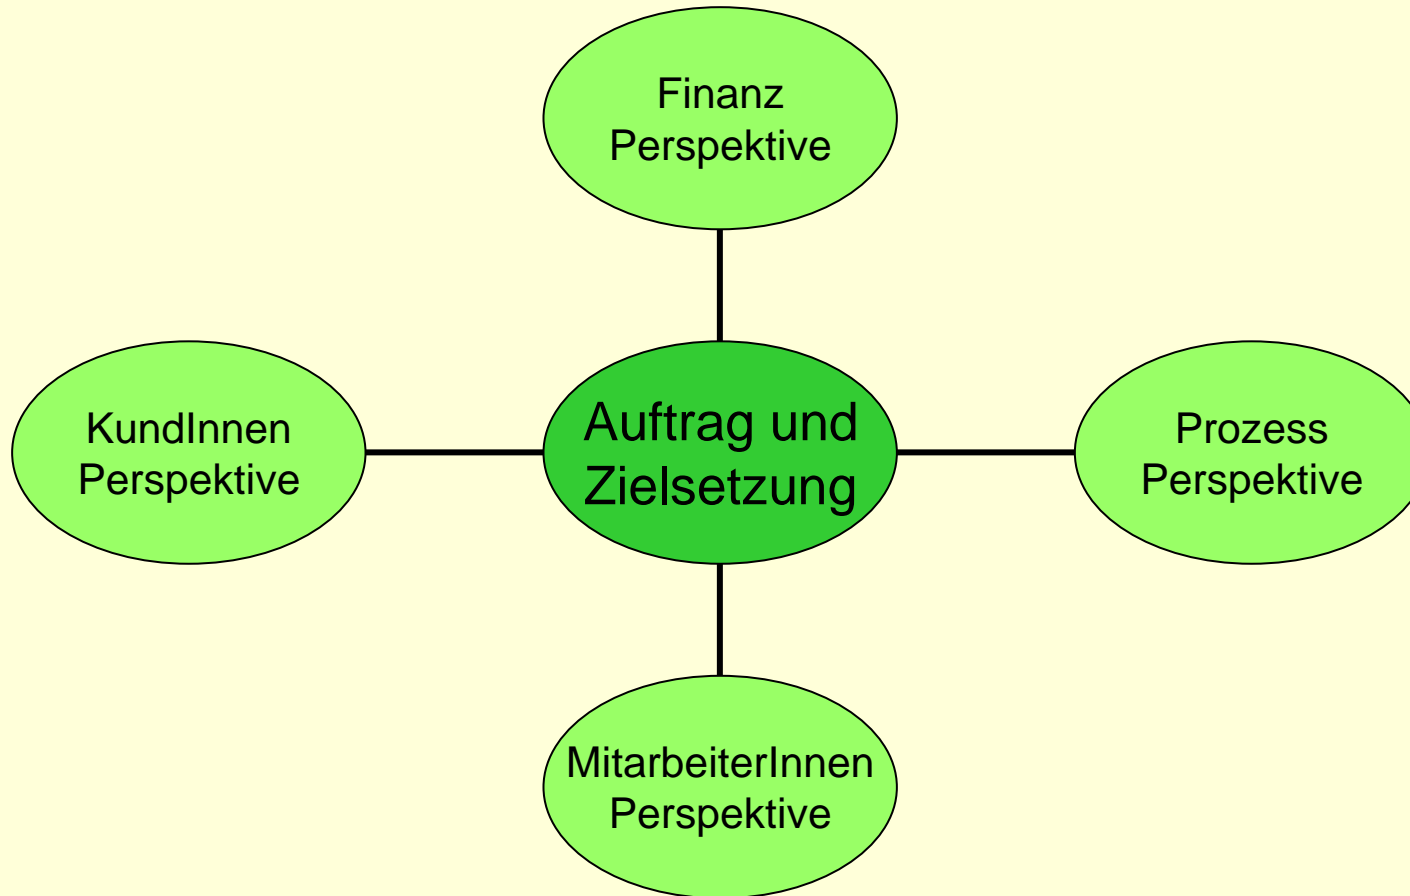 Finanz
Perspektive
KundInnen
Perspektive
Auftrag und
Zielsetzung
Prozess
Perspektive
MitarbeiterInnen
Perspektive